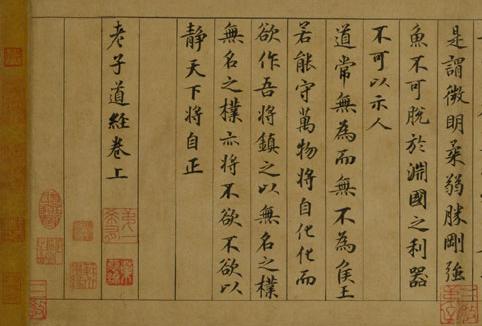 是謂微明柔弱勝剛強
魚不可脱於淵國之利器
不可以示人
道常無為而無不為侯王
若能守萬物將自化化而
欲作吾將鎮之以無名之樸
無名之樸亦將不欲不欲以
靜天下將自正
老子道經卷上